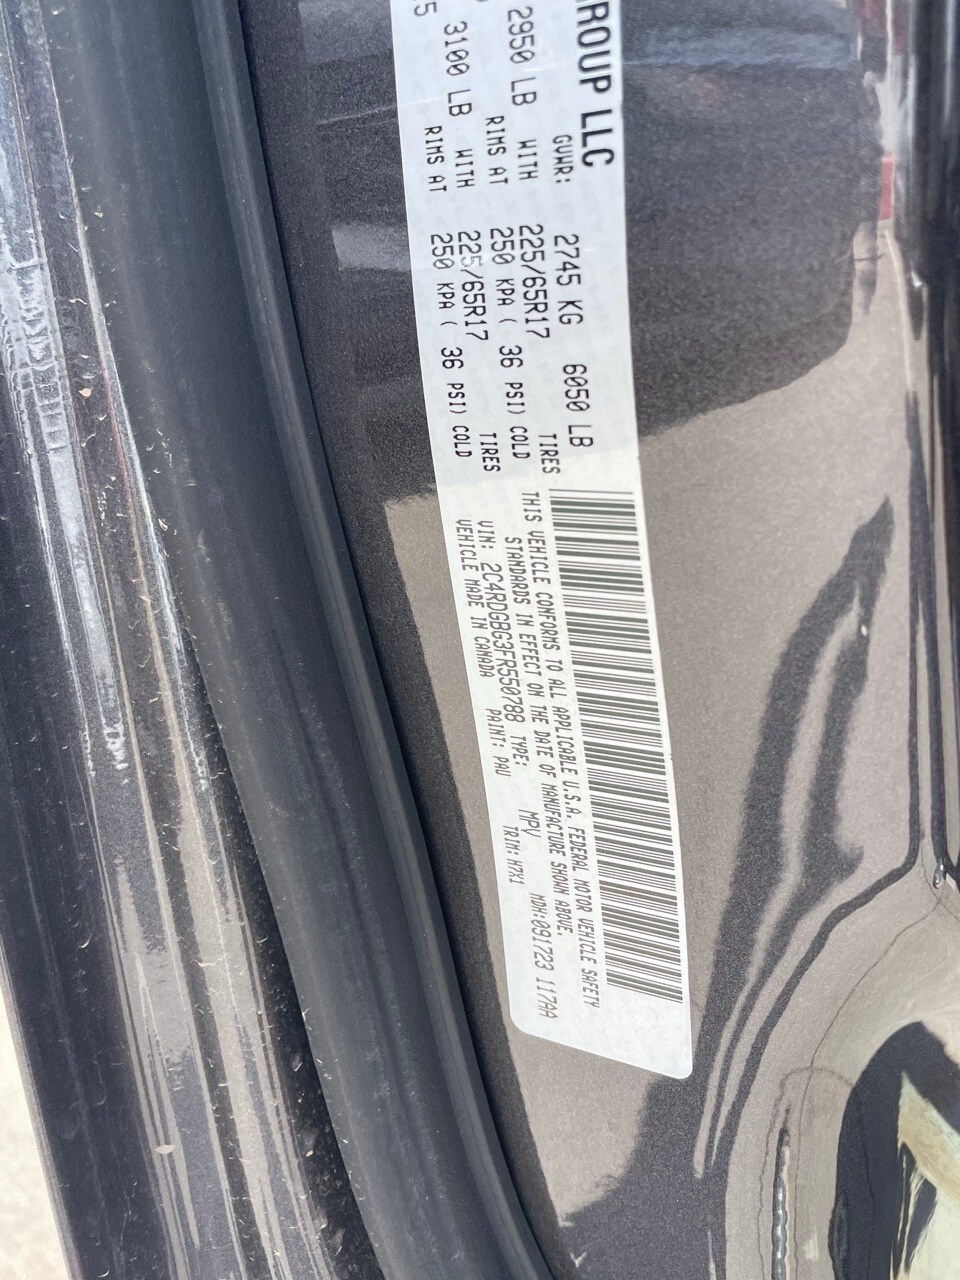 GROUP LLC
GVWR: 2745 KG 6050 LB
2950 LB WITH 225/65R17 TIRES
RIMS AT 250 KPA ( 36 PSI) COLD
3100 LB WITH 225/65R17 TIRES
5 RIMS AT 250 KPA ( 36 PSI) COLD
THIS VEHICLE CONFORMS TO ALL APPLICABLE U.S.A. FEDERAL MOTOR VEHICLE SAFETY
STANDARDS IN EFFECT ON THE DATE OF MANUFACTURE SHOWN ABOVE.
VIN: 2C4RDGBG3FR550788 TYPE: MPV MDH:091723 117AA
VEHICLE MADE IN CANADA PAINT: PAU TRIM: H7X1